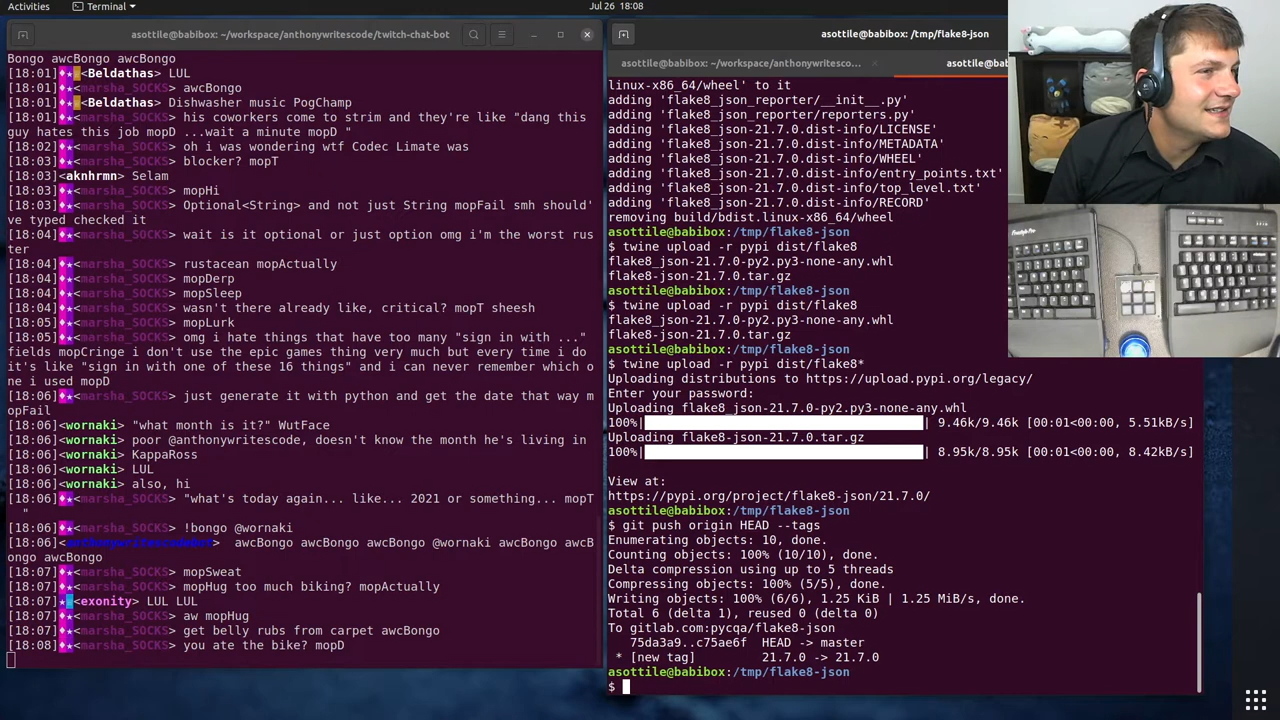 Activities
Terminal
Jul 26 18:08
asottile@babibox: ~/workspace/anthonywritescode/twitch-chat-bot
Bongo awcBongo awcBongo
[18:01] <Beldathas> LUL
[18:01] <marsha_SOCKS> awcBongo
[18:01] <Beldathas> Dishwasher music PogChamp
[18:01] <marsha_SOCKS> his coworkers come to strim and they're like "dang this
guy hates this job mopD ...wait a minute mopD "
[18:02] <marsha_SOCKS> oh i was wondering wtf Codec Limate was
[18:03] <marsha_SOCKS> blocker? mopT
[18:03]<aknhrmn> Selam
[18:03] <marsha_SOCKS> mopHi
[18:03] <marsha_SOCKS> Optional<String> and not just String mopFail smh should'
ve typed checked it
[18:04] <marsha_SOCKS> wait is it optional or just option omg i'm the worst rus
ter
[18:04] <marsha_SOCKS> rustacean mopActually
[18:04] <marsha_SOCKS> mopDerp
[18:04] <marsha_SOCKS> mopSleep
[18:04] <marsha_SOCKS> wasn't there already like, critical? mopT sheesh
[18:05] <marsha_SOCKS> mopLurk
[18:05] <marsha_SOCKS> omg i hate things that have too many "sign in with ..."
fields mopCringe i don't use the epic games thing very much but every time i do
it's like "sign in with one of these 16 things" and i can never remember which o
ne i used mopD
[18:06] <marsha_SOCKS> just generate it with python and get the date that way m
opFail
[18:06]<wornaki> "what month is it?" WutFace
[18:06]<wornaki> poor @anthonywritescode, doesn't know the month he's living in
[18:06]<wornaki> KappaRoss
[18:06]<wornaki> LUL
[18:06]<wornaki> also, hi
[18:06] <marsha_SOCKS> "what's today again... like... 2021 or something... mopT
"
[18:06] <marsha_SOCKS> !bongo @wornaki
[18:06]<anthonywritescodebot> awcBongo awcBongo awcBongo @wornaki awcBongo awcB
ongo awcBongo
[18:07] <marsha_SOCKS> mopSweat
[18:07] <marsha_SOCKS> mopHug too much biking? mopActually
[18:07] <exonity> LUL LUL
[18:07] <marsha_SOCKS> aw mopHug
[18:07] <marsha_SOCKS> get belly rubs from carpet awcBongo
[18:08] <marsha_SOCKS> you ate the bike? mopD
asottile@babibox: /tmp/flake8-json
asottile@babibox: ~/workspace/anthonywritesco...
asottile@bab
linux-x86_64/wheel' to it
adding 'flake8_json_reporter/__init__.py'
adding 'flake8_json_reporter/reporters.py'
adding 'flake8_json-21.7.0.dist-info/LICENSE'
adding 'flake8_json-21.7.0.dist-info/METADATA'
adding 'flake8_json-21.7.0.dist-info/WHEEL'
adding 'flake8_json-21.7.0.dist-info/entry_points.txt'
adding 'flake8_json-21.7.0.dist-info/top_level.txt'
adding 'flake8_json-21.7.0.dist-info/RECORD'
removing build/bdist.linux-x86_64/wheel
asottile@babibox:/tmp/flake8-json
$ twine upload -r pypi dist/flake8
flake8_json-21.7.0-py2.py3-none-any.whl
flake8-json-21.7.0.tar.gz
asottile@babibox:/tmp/flake8-json
$ twine upload -r pypi dist/flake8
flake8_json-21.7.0-py2.py3-none-any.whl
flake8-json-21.7.0.tar.gz
asottile@babibox:/tmp/flake8-json
$ twine upload -r pypi dist/flake8*
Uploading distributions to https://upload.pypi.org/legacy/
Enter your password:
Uploading flake8_json-21.7.0-py2.py3-none-any.whl
100%| | 9.46k/9.46k [00:01<00:00, 5.51kB/s]
Uploading flake8-json-21.7.0.tar.gz
100%| | 8.95k/8.95k [00:01<00:00, 8.42kB/s]
View at:
https://pypi.org/project/flake8-json/21.7.0/
asottile@babibox:/tmp/flake8-json
$ git push origin HEAD --tags
Enumerating objects: 10, done.
Counting objects: 100% (10/10), done.
Delta compression using up to 5 threads
Compressing objects: 100% (5/5), done.
Writing objects: 100% (6/6), 1.25 KiB | 1.25 MiB/s, done.
Total 6 (delta 1), reused 0 (delta 0)
To gitlab.com:pycqa/flake8-json
75da3a9..c75ae6f HEAD -> master
* [new tag] 21.7.0 -> 21.7.0
asottile@babibox:/tmp/flake8-json
$